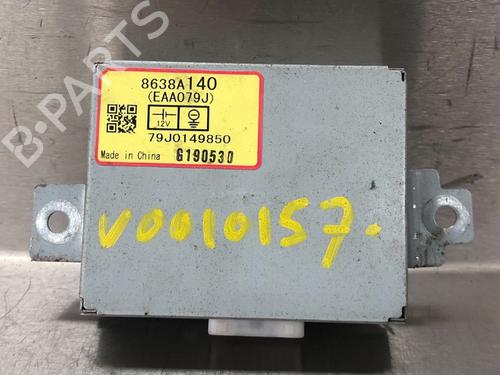 8638A140
(EAA079J)
12V
79J0149850
Made in China G190530
V0010157.
B-PARTS